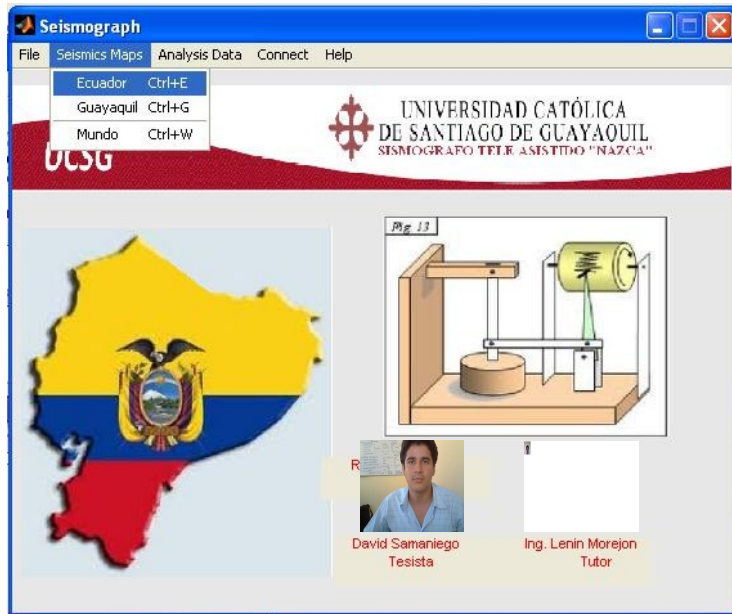 Seismograph
File Seismics Maps Analysis Data Connect Help
Ecuador Ctrl+E
Guayaquil Ctrl+G
Mundo Ctrl+W
UCSG
UNIVERSIDAD CATÓLICA
DE SANTIAGO DE GUAYAQUIL
SISMOGRAFO TELE ASISTIDO "NAZCA"
Fig 13
David Samaniego
Tesista
Ing. Lenin Morejon
Tutor